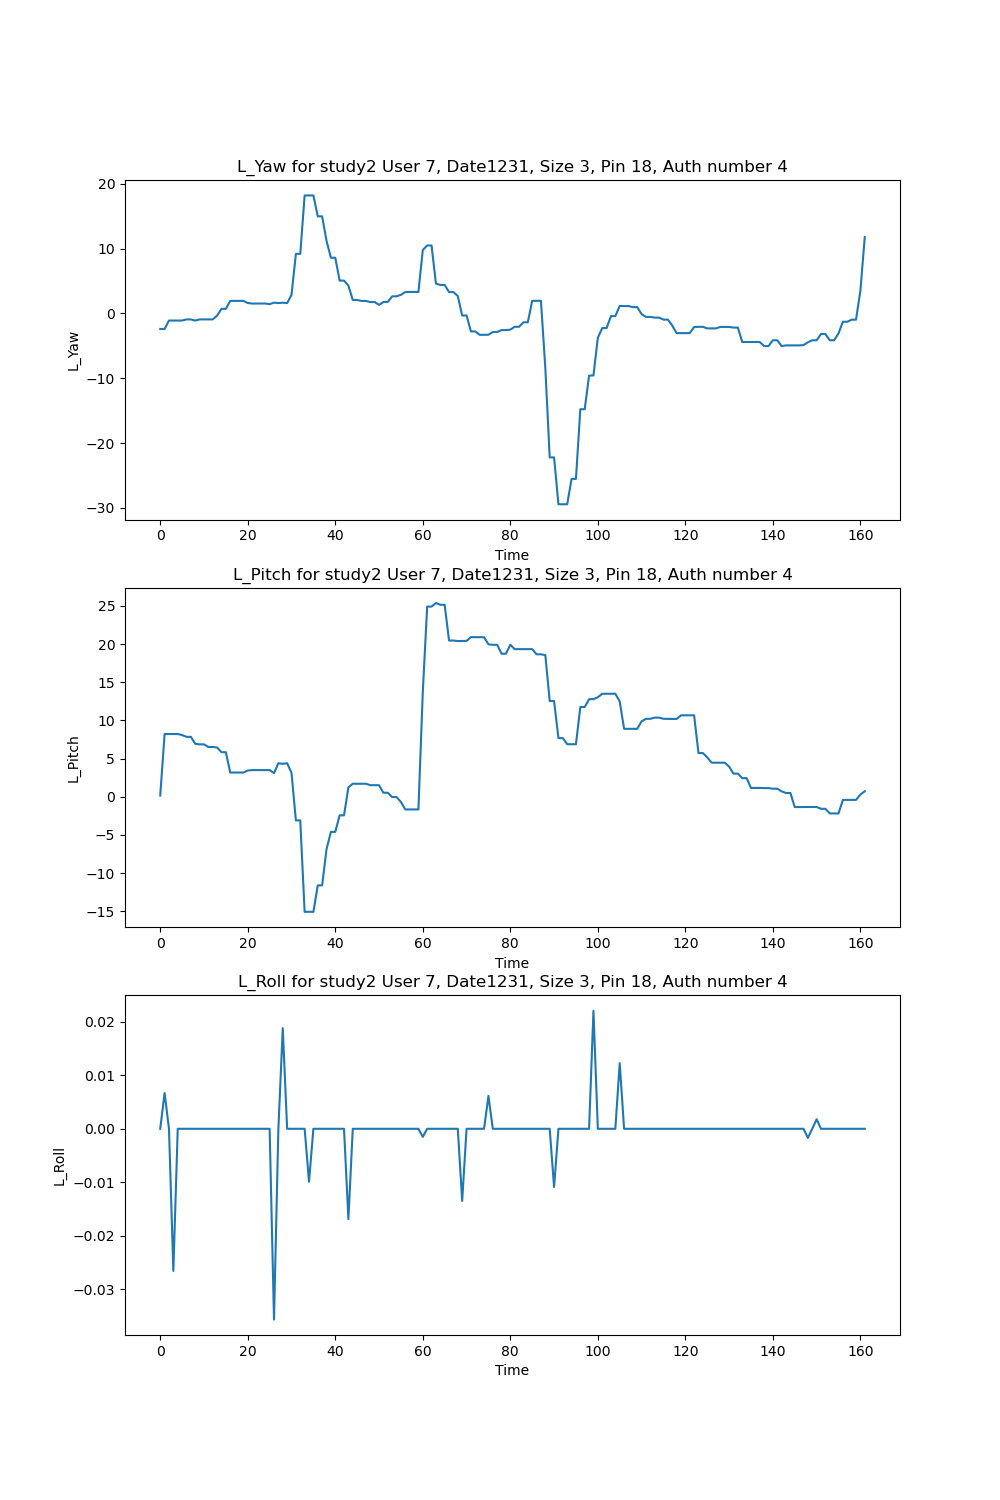 L_Yaw for study2 User 7, Date1231, Size 3, Pin 18, Auth number 4
20
10
0
−10
−20
−30
L_Yaw
0 20 40 60 80 100 120 140 160
Time
L_Pitch for study2 User 7, Date1231, Size 3, Pin 18, Auth number 4
25
20
15
10
5
0
−5
−10
−15
L_Pitch
0 20 40 60 80 100 120 140 160
Time
L_Roll for study2 User 7, Date1231, Size 3, Pin 18, Auth number 4
0.02
0.01
0.00
−0.01
−0.02
−0.03
L_Roll
0 20 40 60 80 100 120 140 160
Time